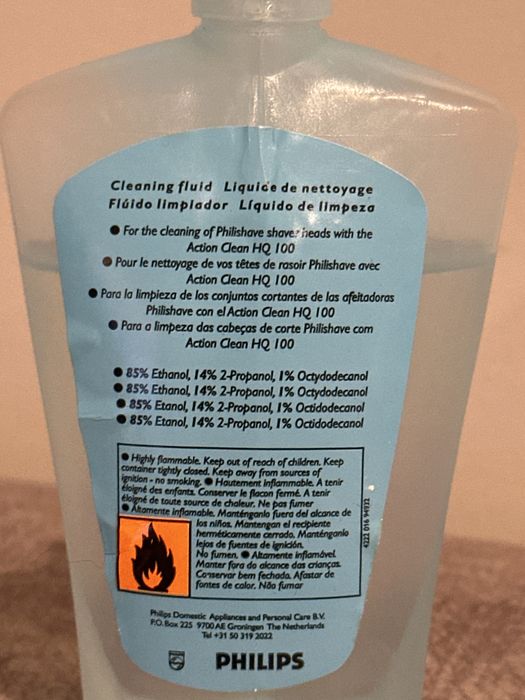 Cleaning fluid Liquide de nettoyage
Flúido limpiador Líquido de limpeza
● For the cleaning of Philishave shaver heads with the
Action Clean HQ 100
● Pour le nettoyage de vos têtes de rasoir Philishave avec
Action Clean HQ 100
● Para la limpieza de los conjuntos cortantes de las afeitadoras
Philishave con el Action Clean HQ 100
● Para a limpeza das cabeças de corte Philishave com
Action Clean HQ 100
● 85% Ethanol, 14% 2-Propanol, 1% Octydodecanol
● 85% Ethanol, 14% 2-Propanol, 1% Octydodecanol
● 85% Etanol, 14% 2-Propanol, 1% Octidodecanol
● 85% Etanol, 14% 2-Propanol, 1% Octidodecanol
● Highly flammable. Keep out of reach of children. Keep
container tightly closed. Keep away from sources of
ignition - no smoking. ● Hautement inflammable. A tenir
éloigné des enfants. Conserver le flacon fermé. A tenir
éloigné de toute source de chaleur. Ne pas fumer
● Altamente inflamable. Manténganlo fuera del alcance de
los niños. Mantengan el recipiente
herméticamente cerrado. Manténganlo
lejos de fuentes de ignición.
No fumen. ● Altamente inflamável.
Manter fora do alcance das crianças.
Conservar bem fechado. Afastar de
fontes de calor. Não fumar
4222 016 94922
Philips Domestic Appliances and Personal Care B.V.
P.O. Box 225 9700 AE Groningen The Netherlands
Tel +31 50 319 2022
PHILIPS